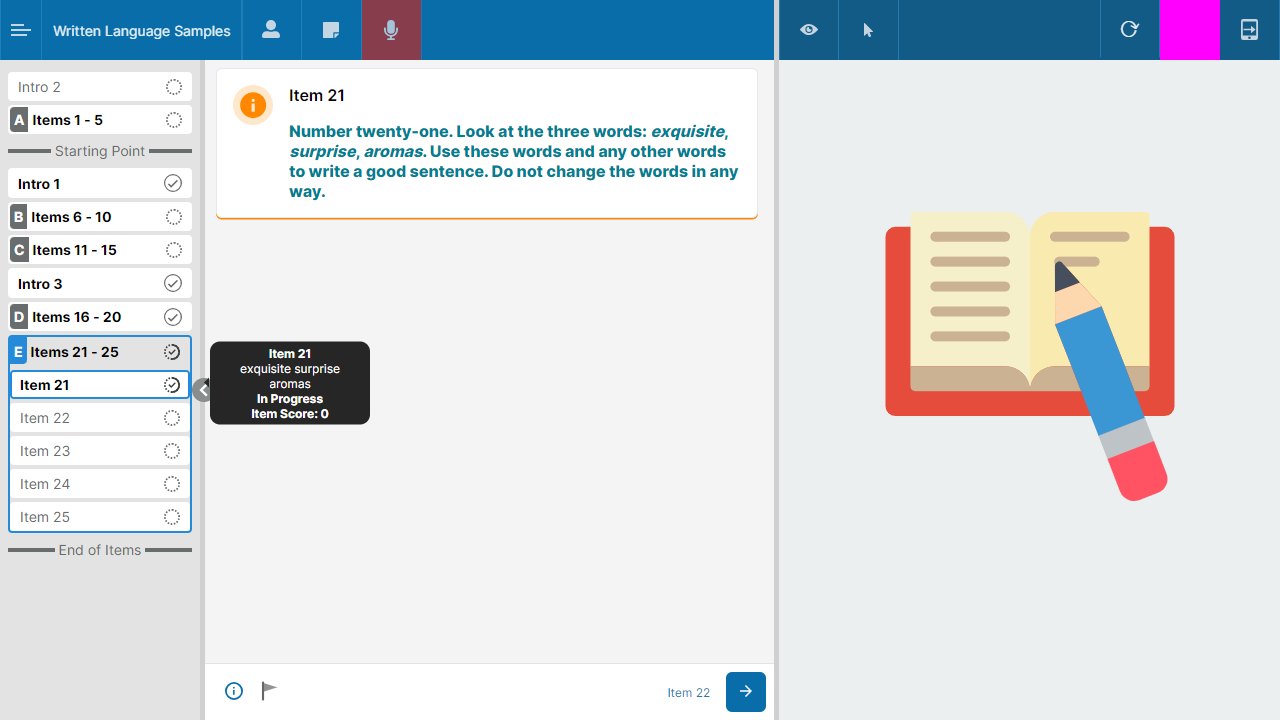 Written Language Samples
Intro 2
A Items 1 - 5
Starting Point
Intro 1
B Items 6 - 10
C Items 11 - 15
Intro 3
D Items 16 - 20
E Items 21 - 25
Item 21
Item 22
Item 23
Item 24
Item 25
End of Items
Item 21
Number twenty-one. Look at the three words: exquisite,
surprise, aromas. Use these words and any other words
to write a good sentence. Do not change the words in any
way.
Item 21
exquisite surprise
aromas
In Progress
Item Score: 0
Item 22